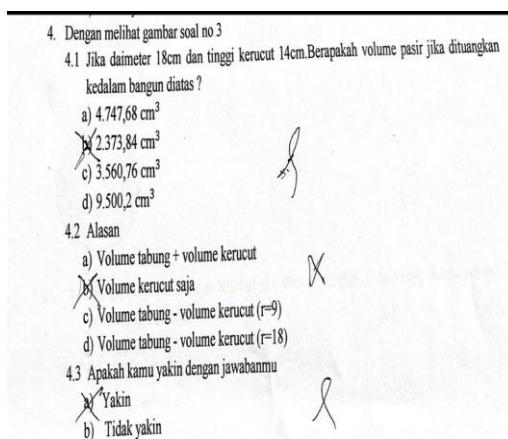 4. Dengan melihat gambar soal no 3
4.1 Jika daimeter 18cm dan tinggi kerucut 14cm.Berapakah volume pasir jika dituangkan
kedalam bangun diatas ?
a) 4.747,68 cm³
b) 2.373,84 cm³
c) 3.560,76 cm³
d) 9.500,2 cm³
4.2 Alasan
a) Volume tabung + volume kerucut
b) Volume kerucut saja
c) Volume tabung - volume kerucut (r=9)
d) Volume tabung - volume kerucut (r=18)
4.3 Apakah kamu yakin dengan jawabanmu
a) Yakin
b) Tidak yakin